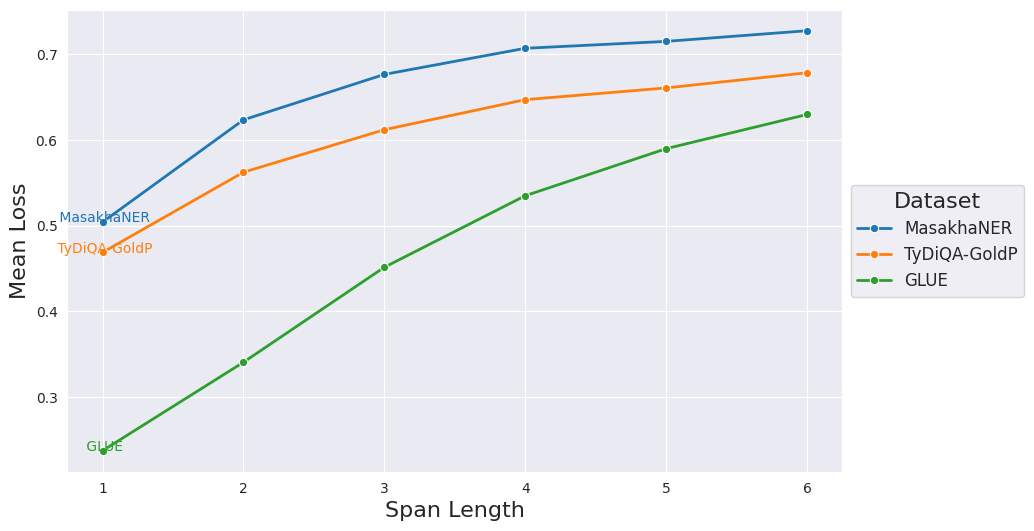 0.7
0.6
0.5
0.4
0.3
Mean Loss
MasakhaNER
TyDiQA-GoldP
GLUE
1 2 3 4 5 6
Span Length
Dataset
MasakhaNER
TyDiQA-GoldP
GLUE